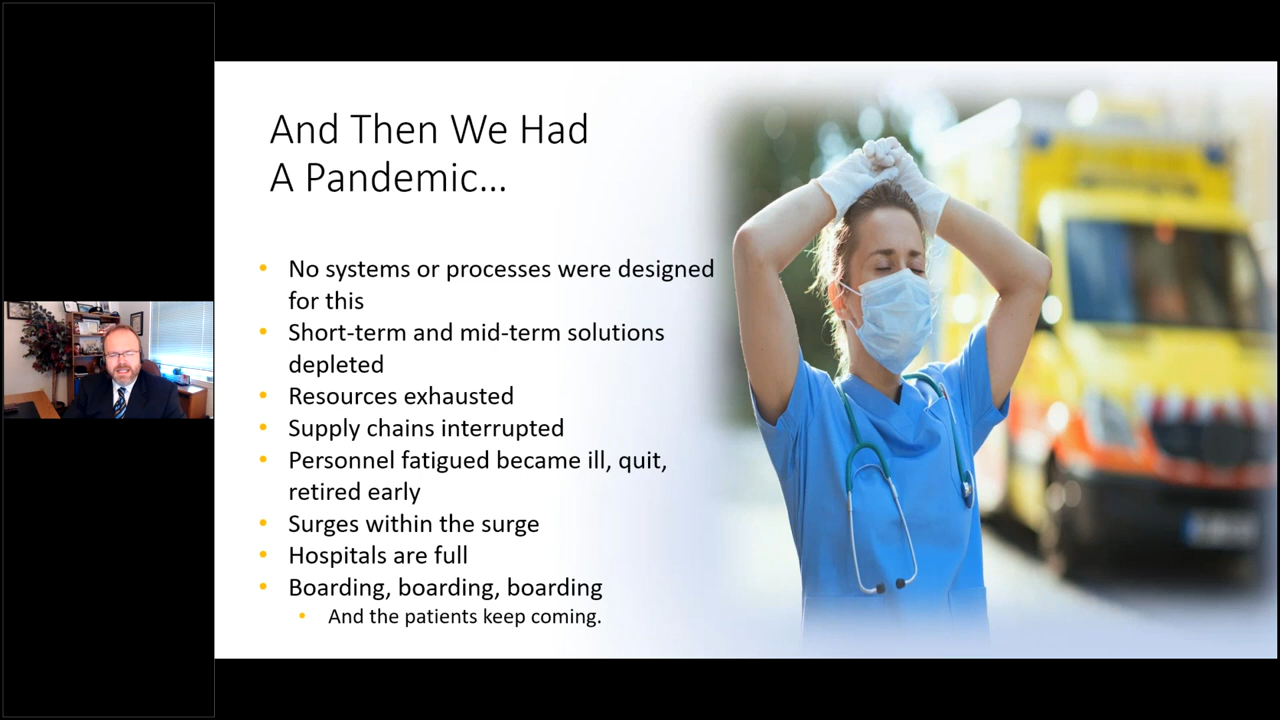 And Then We Had
A Pandemic...
• No systems or processes were designed
for this
• Short-term and mid-term solutions
depleted
• Resources exhausted
• Supply chains interrupted
• Personnel fatigued became ill, quit,
retired early
• Surges within the surge
• Hospitals are full
• Boarding, boarding, boarding
• And the patients keep coming.